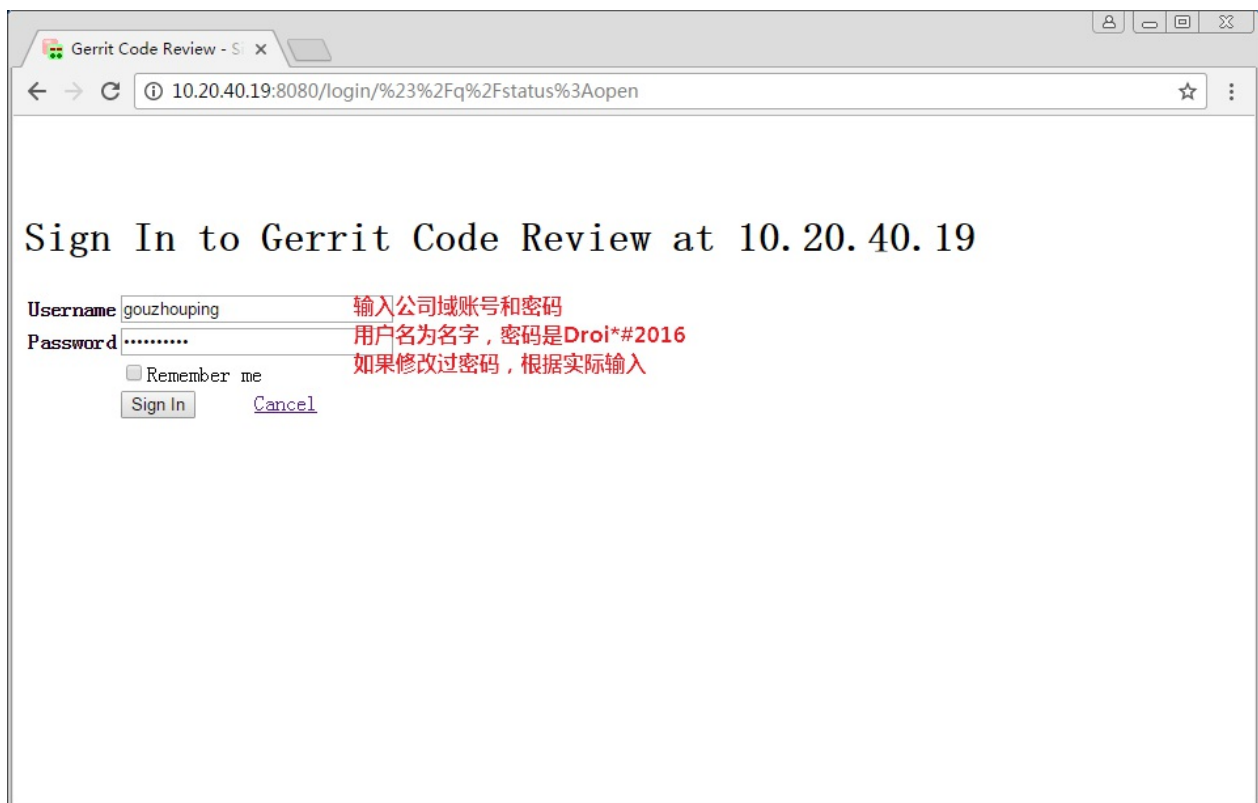 Gerrit Code Review - Si
10.20.40.19:8080/login/%23%2Fq%2Fstatus%3Aopen
Sign In to Gerrit Code Review at 10.20.40.19
Username gouzhouping 输入公司域账号和密码
Password •••••••••• 用户名为名字，密码是Droi*#2016
Remember me 如果修改过密码，根据实际输入
Sign In Cancel